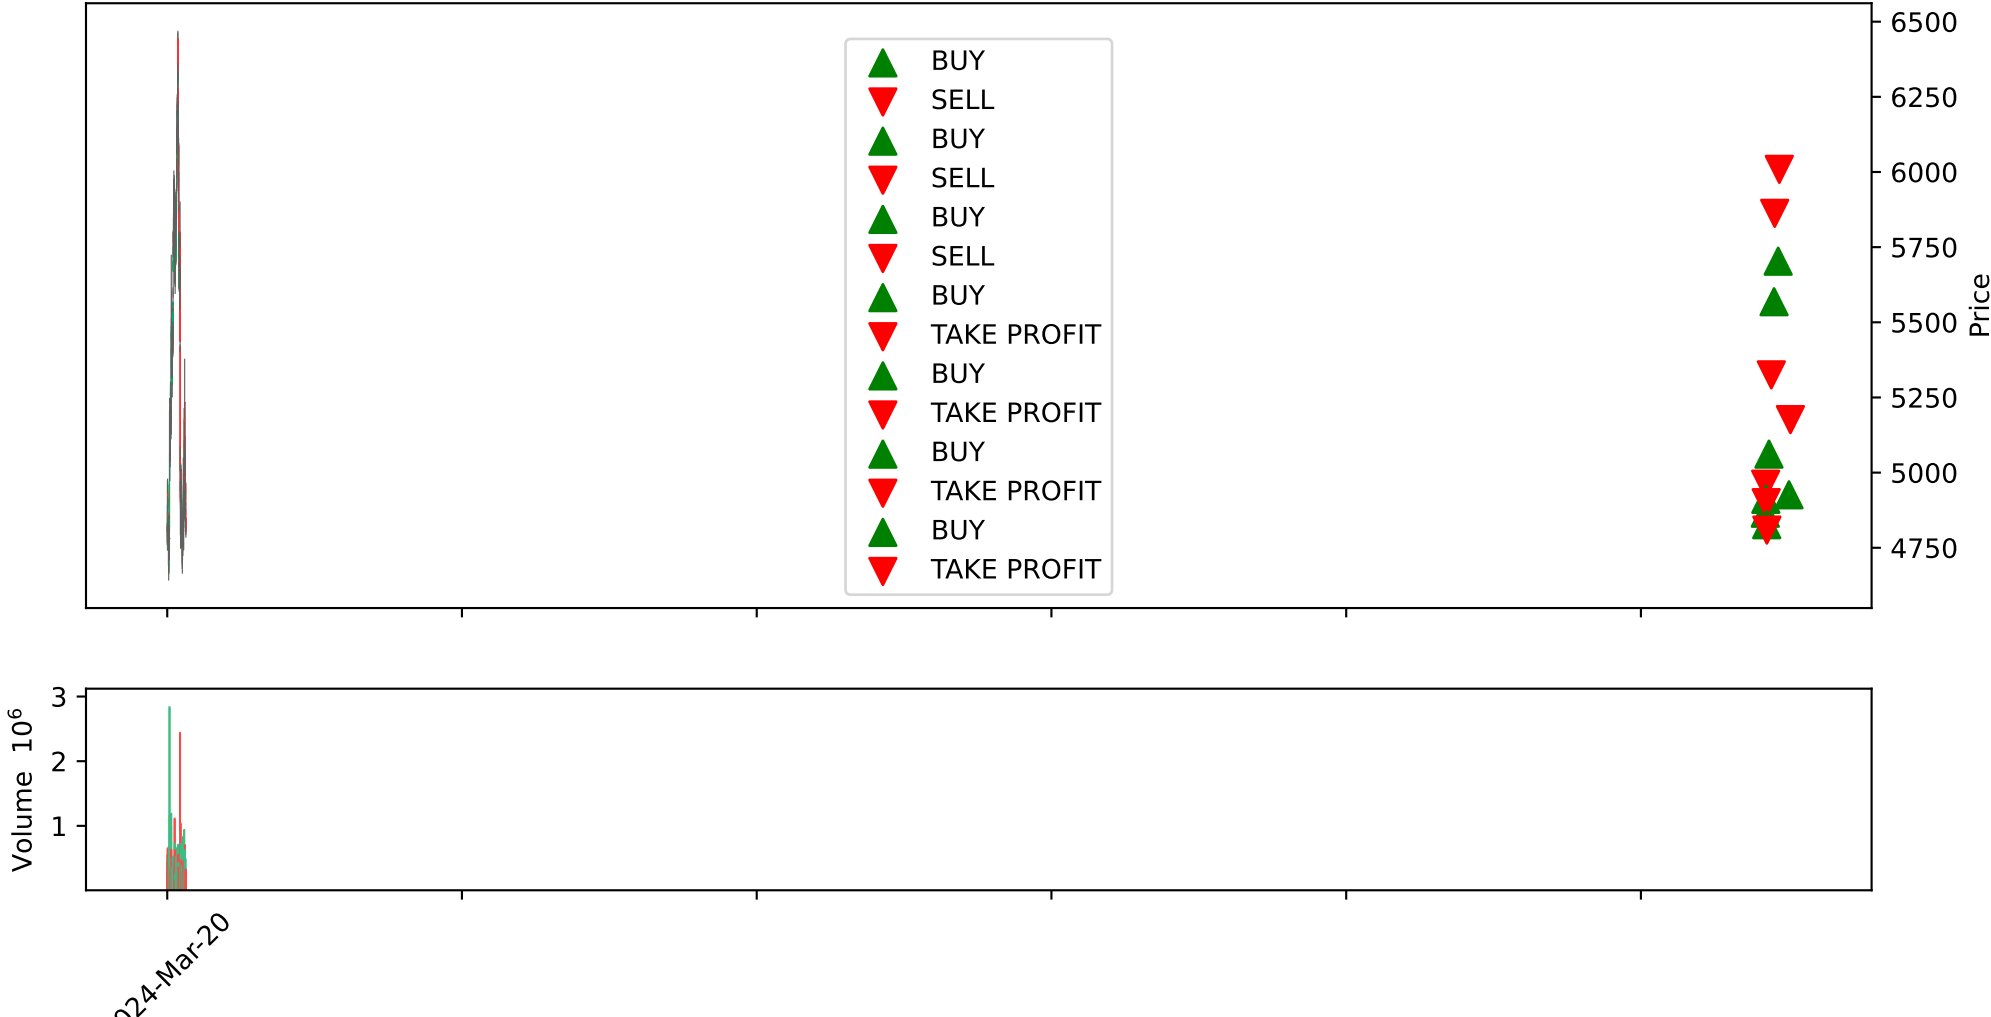 6500
6250
6000
5750
5500
5250
5000
4750
Price
BUY
SELL
BUY
SELL
BUY
SELL
BUY
TAKE PROFIT
BUY
TAKE PROFIT
BUY
TAKE PROFIT
BUY
TAKE PROFIT
3
2
1
Volume 10⁶
024-Mar-20